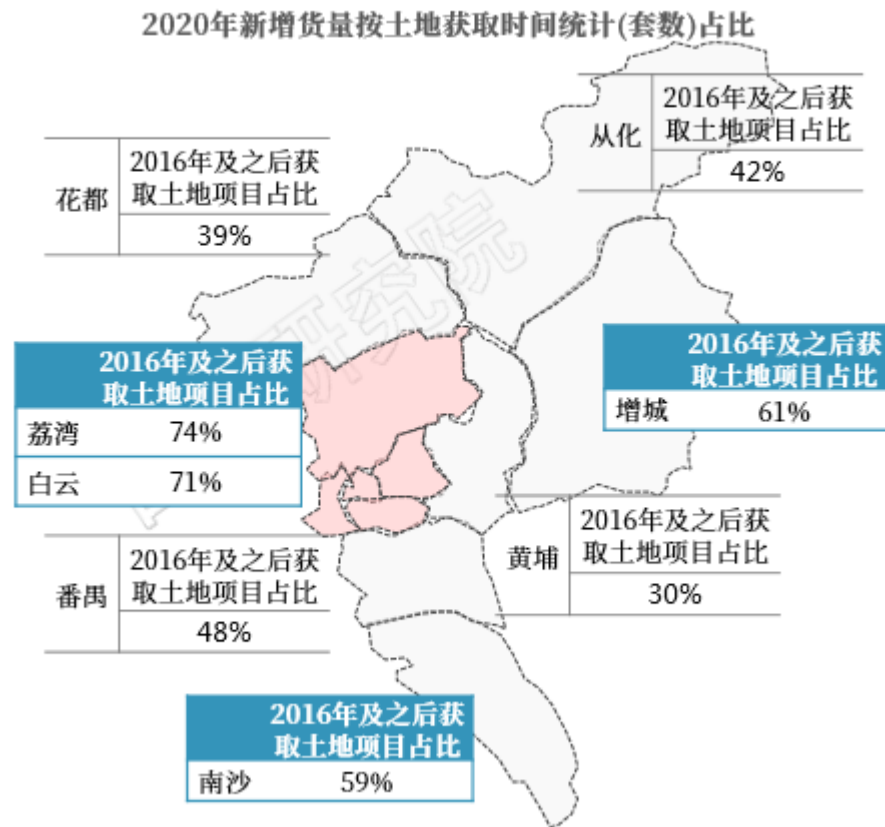 2020年新增货量按土地获取时间统计(套数)占比
从化
2016年及之后获
取土地项目占比
42%
花都
2016年及之后获
取土地项目占比
39%
2016年及之后获
取土地项目占比
荔湾 74%
白云 71%
2016年及之后获
取土地项目占比
增城 61%
黄埔
2016年及之后获
取土地项目占比
30%
番禺
2016年及之后获
取土地项目占比
48%
2016年及之后获
取土地项目占比
南沙 59%
研究院